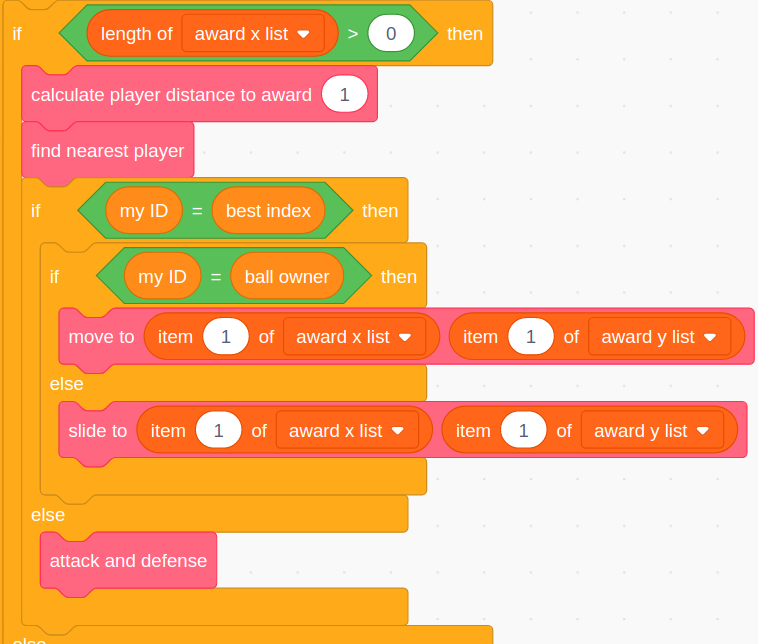 if length of award x list > 0 then
calculate player distance to award 1
find nearest player
if my ID = best index then
if my ID = ball owner then
move to item 1 of award x list item 1 of award y list
else
slide to item 1 of award x list item 1 of award y list
else
attack and defense
else